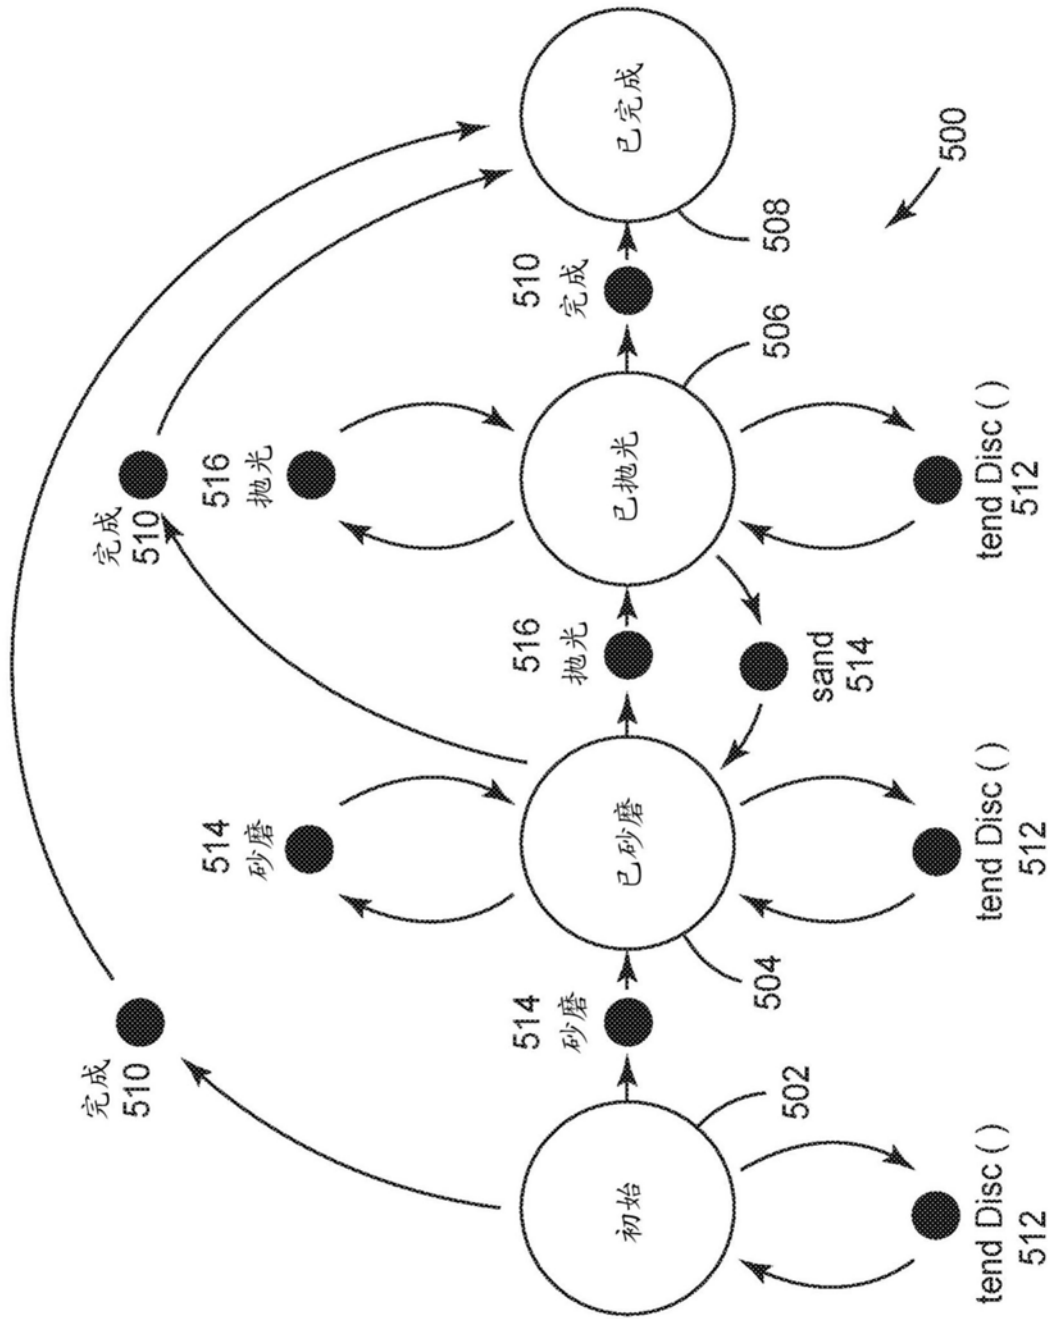 完成
510
完成
510
514
砂磨
516
抛光
初始
502
514
砂磨
已砂磨
504
516
抛光
已抛光
506
510
完成
已完成
508
sand
514
tend Disc ( )
512
tend Disc ( )
512
tend Disc ( )
512
500